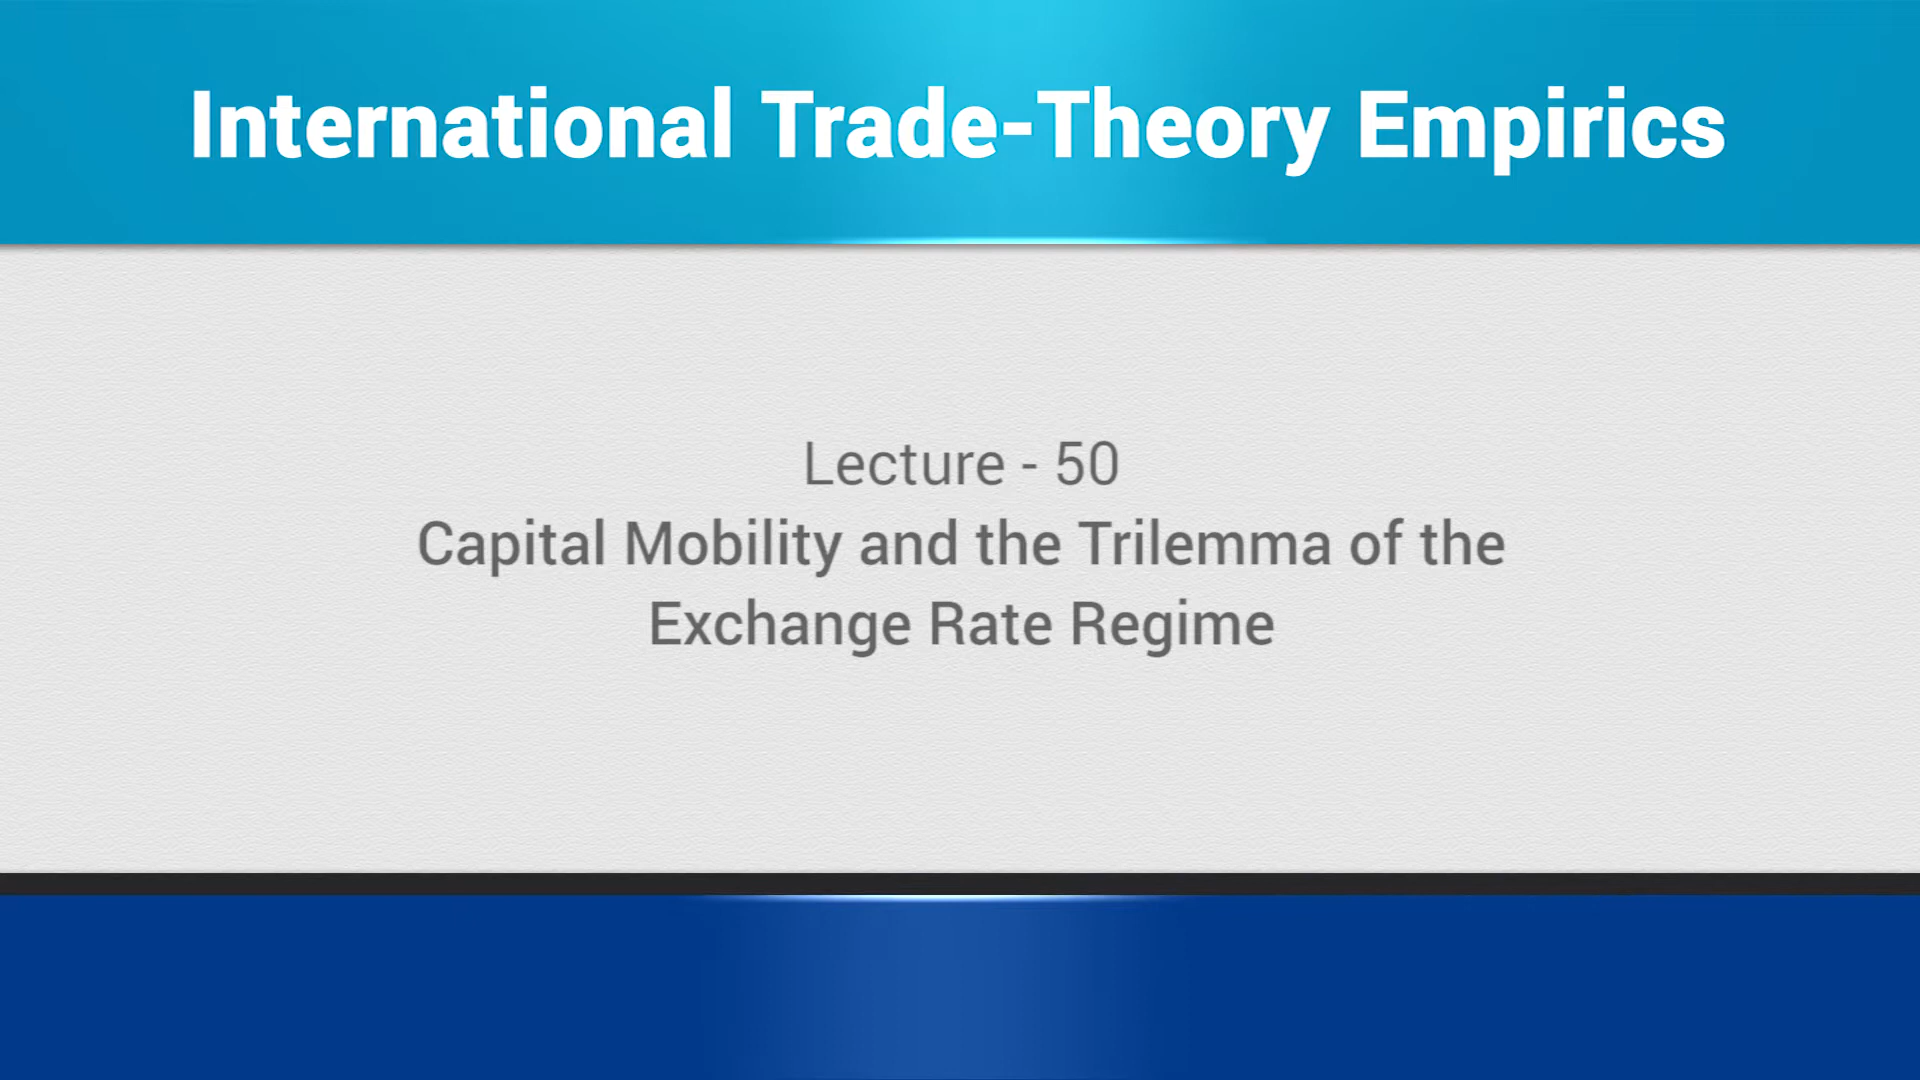 International Trade-Theory Empirics
Lecture - 50
Capital Mobility and the Trilemma of the
Exchange Rate Regime